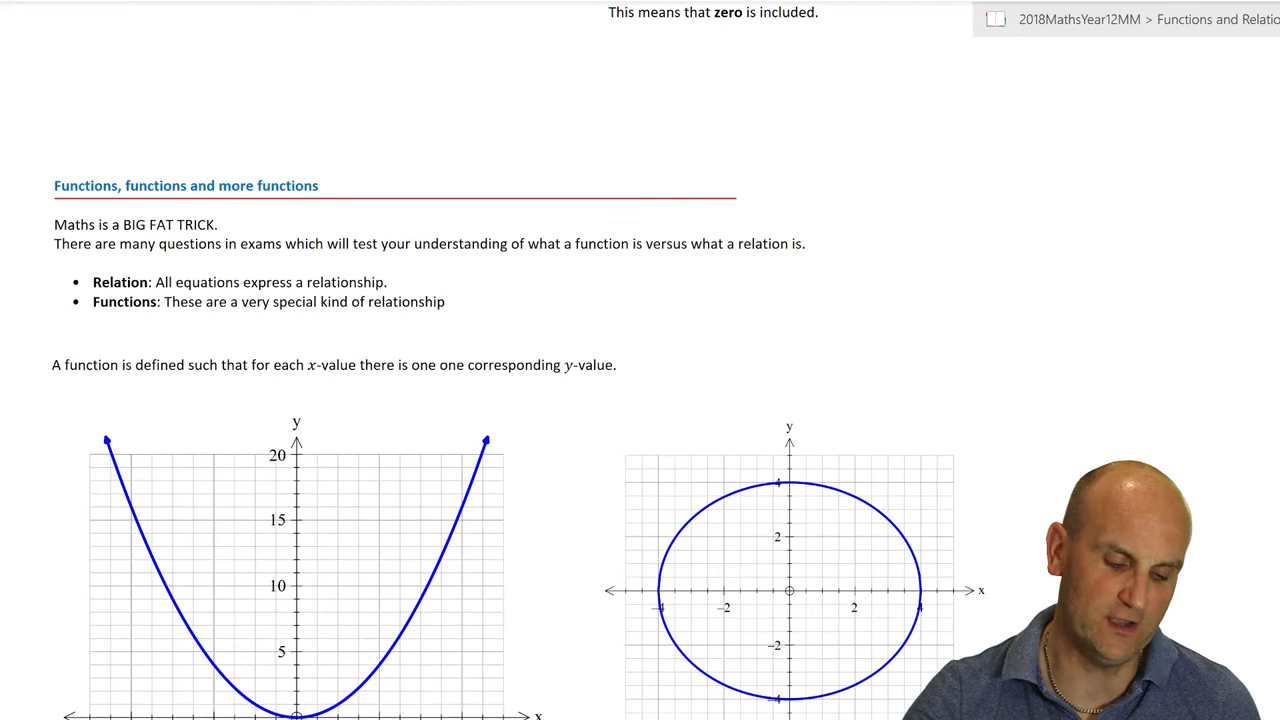 This means that zero is included.
2018MathsYear12MM > Functions and Relatio
Functions, functions and more functions
Maths is a BIG FAT TRICK.
There are many questions in exams which will test your understanding of what a function is versus what a relation is.
• Relation: All equations express a relationship.
• Functions: These are a very special kind of relationship
A function is defined such that for each x-value there is one one corresponding y-value.
y
20
15
10
5
x
y
4
2
-4
-2
2
4
x
-2
-4